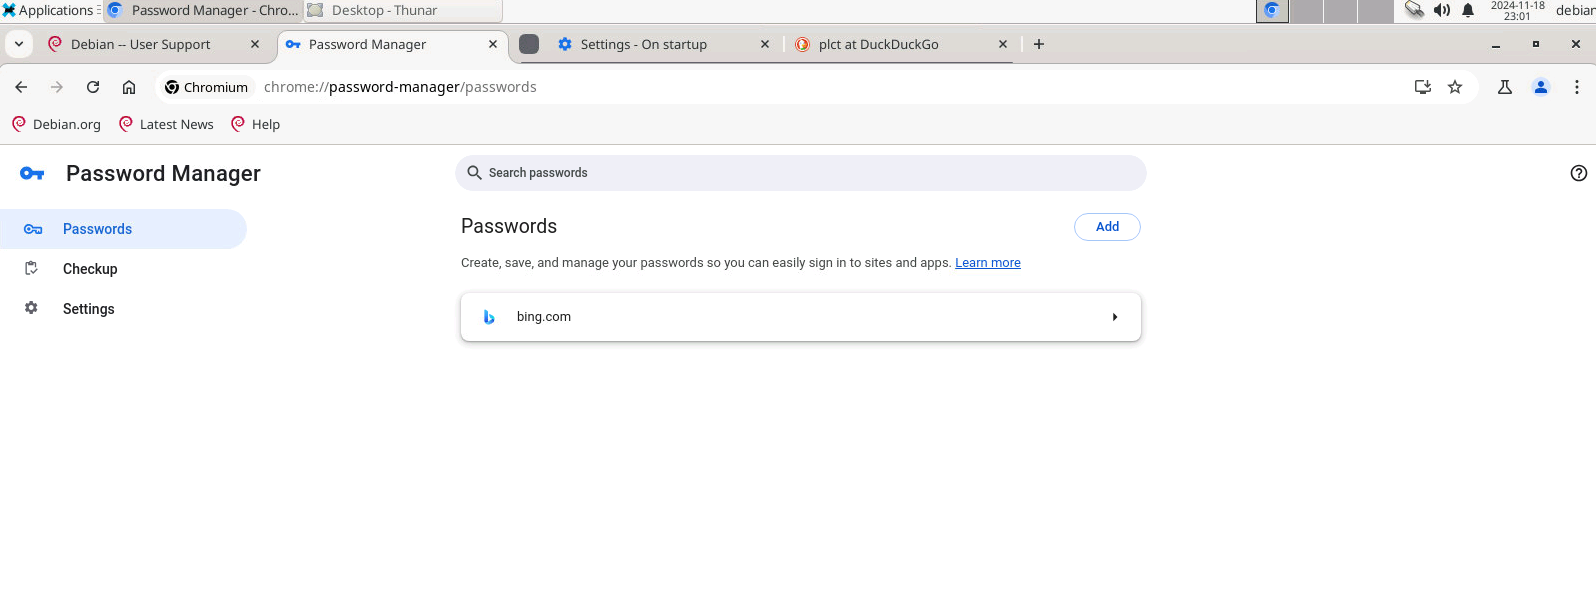 Applications Password Manager - Chro... Desktop - Thunar 2024-11-18 23:01 debian
Debian -- User Support Password Manager Settings - On startup plct at DuckDuckGo
Chromium chrome://password-manager/passwords
Debian.org Latest News Help
Password Manager
Search passwords
Passwords
Checkup
Settings
Passwords
Add
Create, save, and manage your passwords so you can easily sign in to sites and apps. Learn more
bing.com